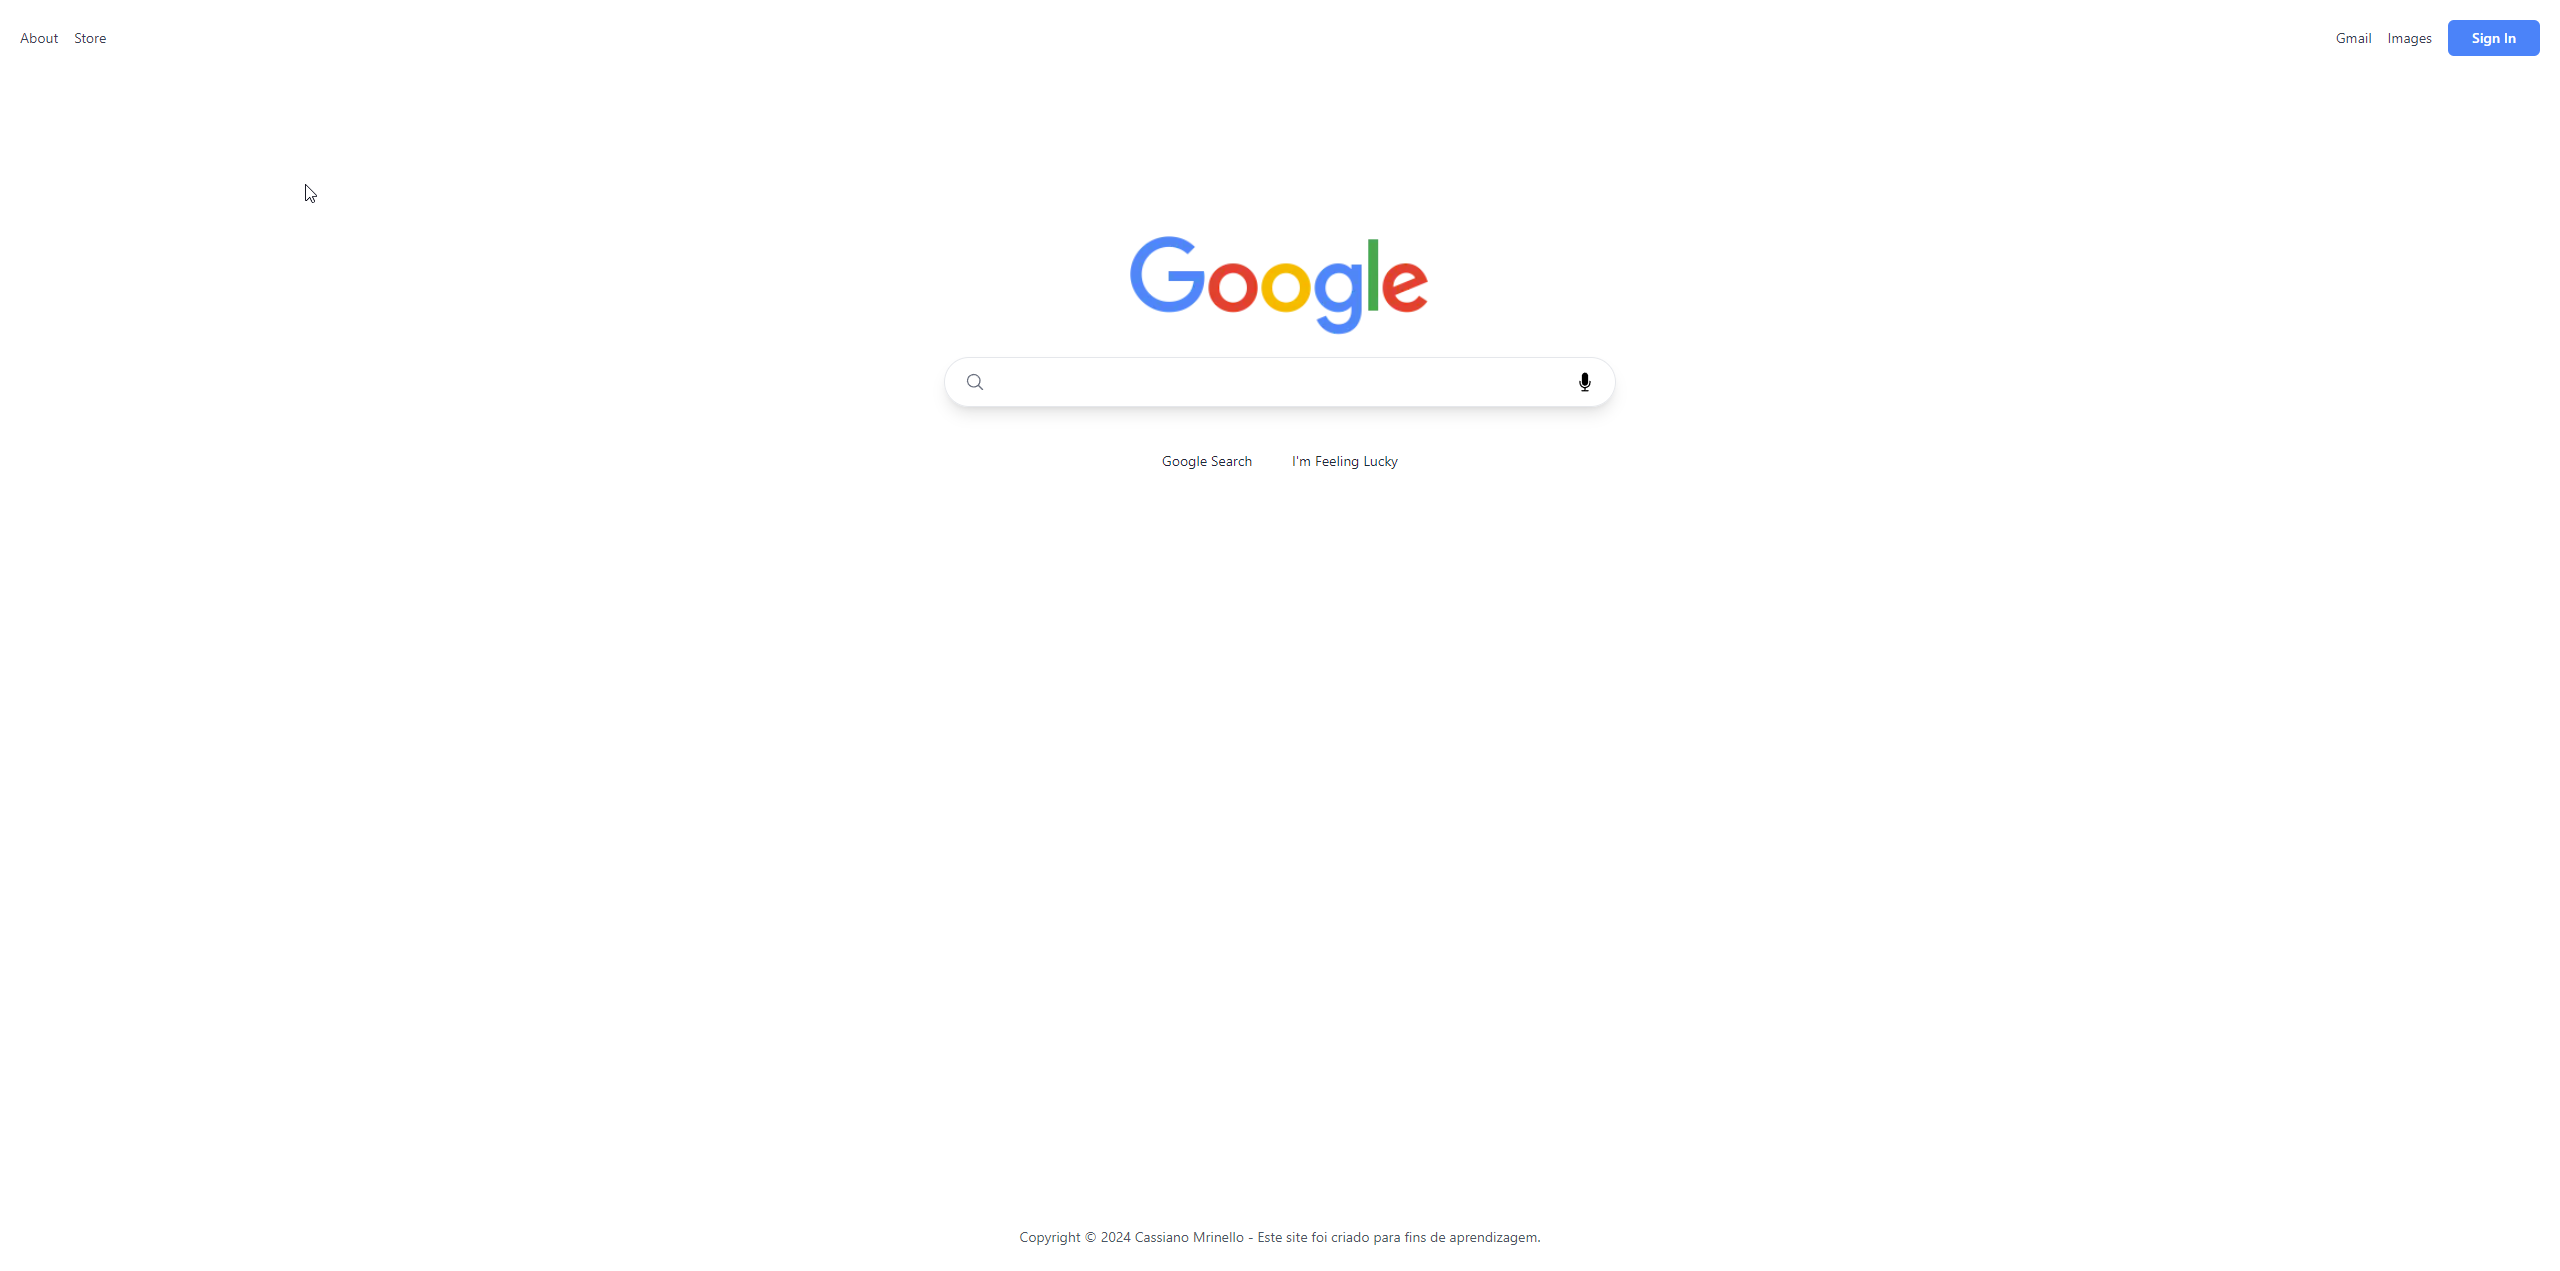 About Store Gmail Images Sign In
Google
Google Search I'm Feeling Lucky
Copyright © 2024 Cassiano Mrinello - Este site foi criado para fins de aprendizagem.